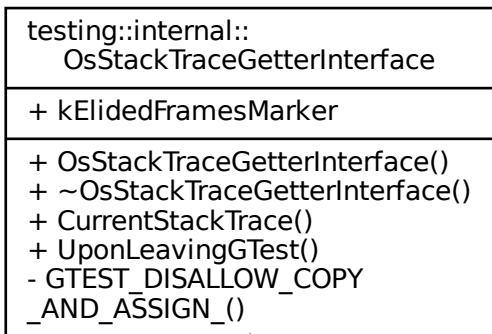 testing::internal::
OsStackTraceGetterInterface
+ kElidedFramesMarker
+ OsStackTraceGetterInterface()
+ ~OsStackTraceGetterInterface()
+ CurrentStackTrace()
+ UponLeavingGTest()
- GTEST_DISALLOW_COPY
_AND_ASSIGN_()